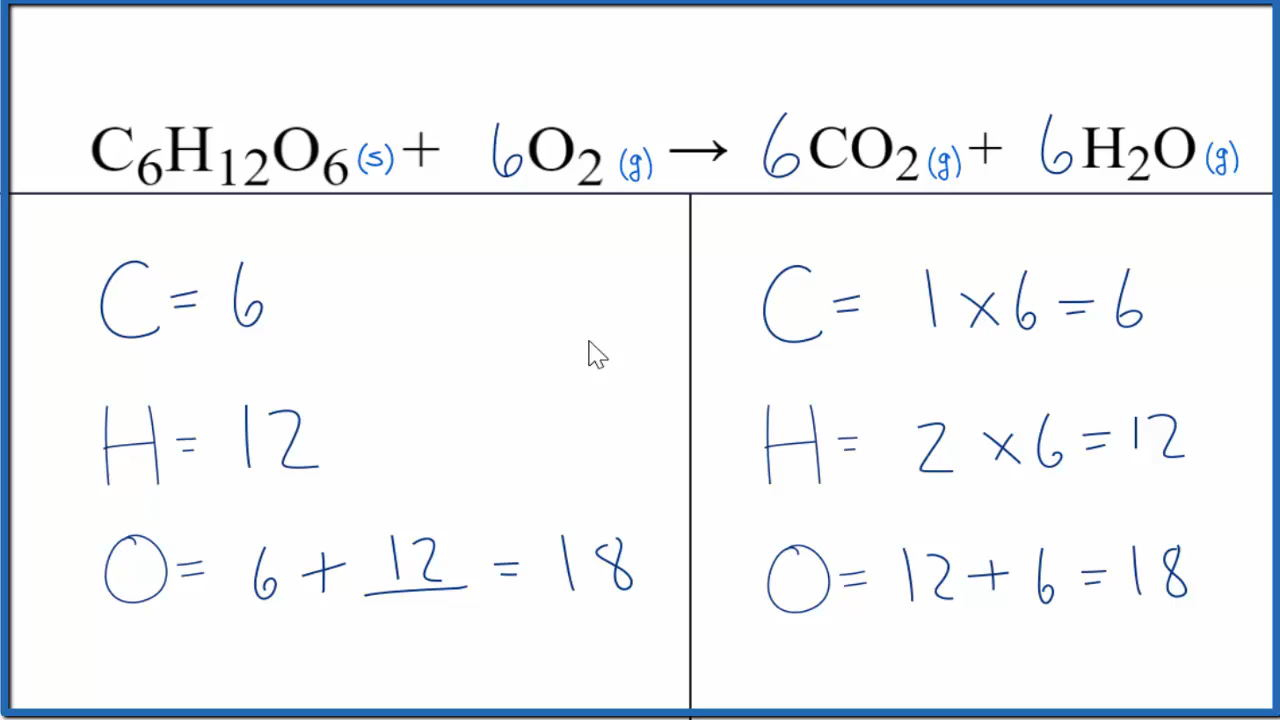 C₆H₁₂O₆(s) + 6O₂(g) → 6CO₂(g) + 6H₂O(g)
C = 6
H = 12
O = 6 + 12 = 18
C = 1 × 6 = 6
H = 2 × 6 = 12
O = 12 + 6 = 18